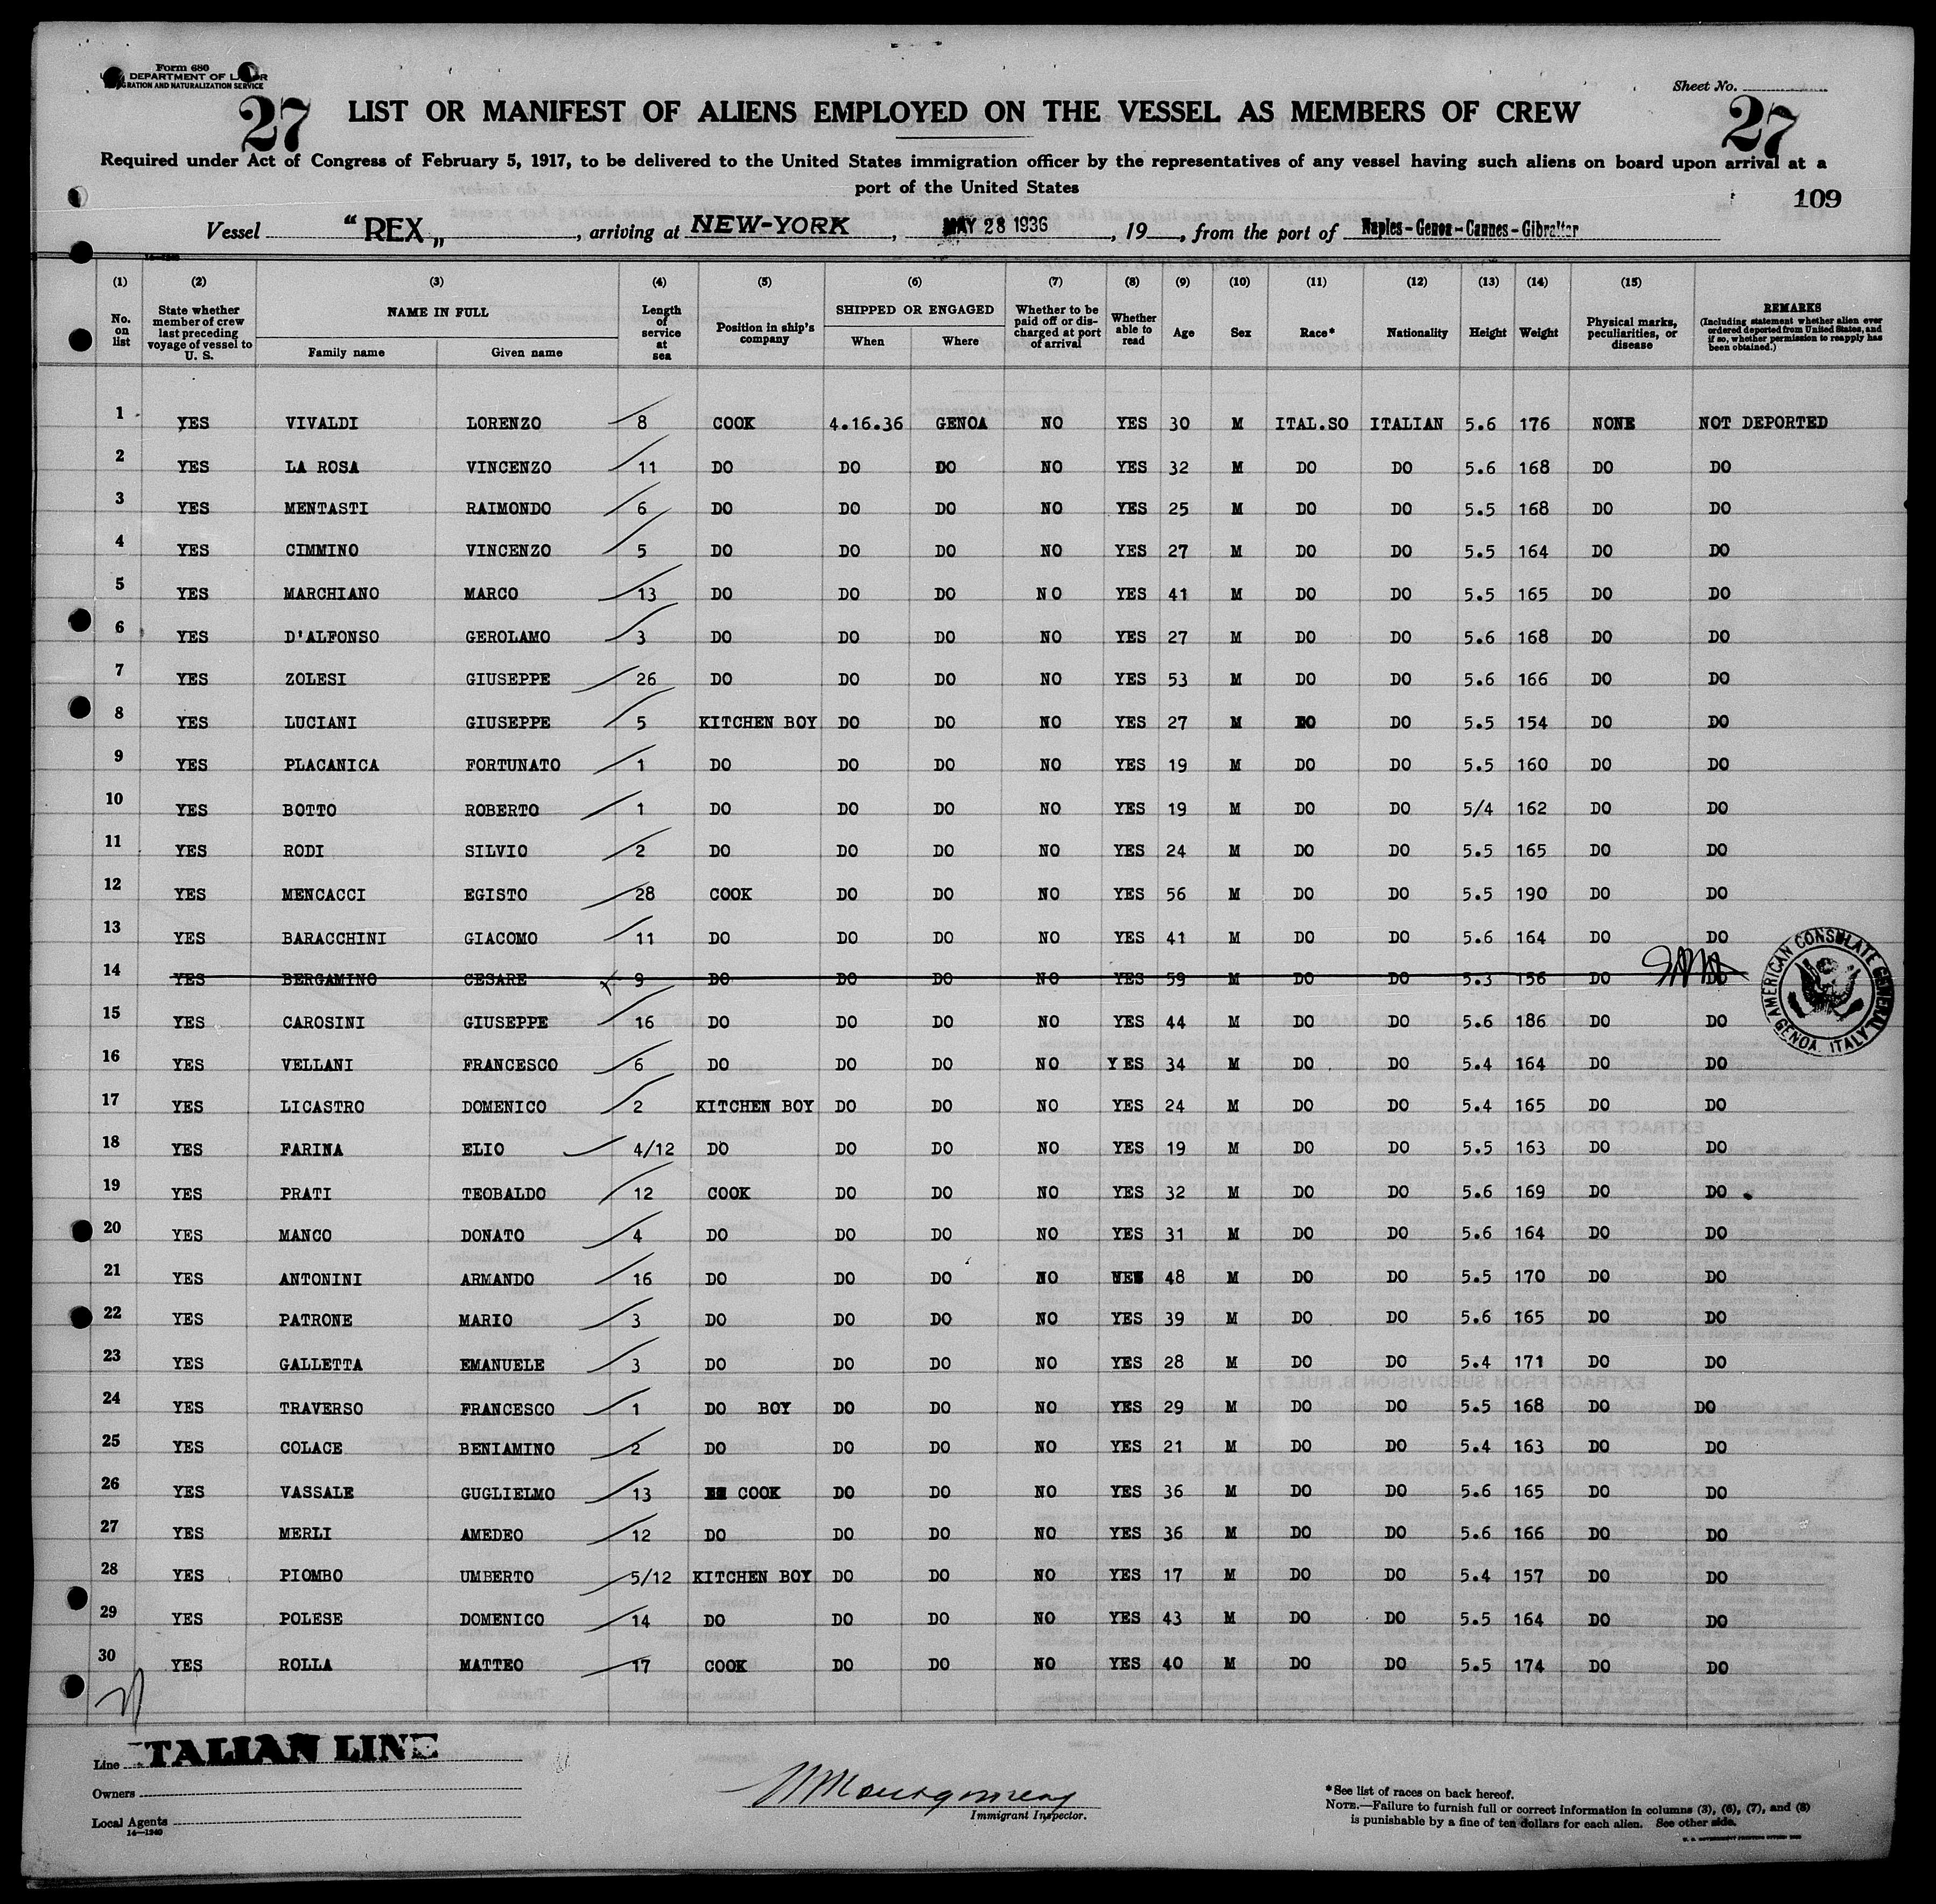 Form 680
DEPARTMENT OF LABOR
IMMIGRATION AND NATURALIZATION SERVICE
Sheet No.
27
27
LIST OR MANIFEST OF ALIENS EMPLOYED ON THE VESSEL AS MEMBERS OF CREW
Required under Act of Congress of February 5, 1917, to be delivered to the United States immigration officer by the representatives of any vessel having such aliens on board upon arrival at a
port of the United States
109
Vessel "REX", arriving at NEW-YORK, MAY 28 1936, 19, from the port of Naples-Genoa-Cannes-Gibraltar
(1) (2) (3) (4) (5) (6) (7) (8) (9) (10) (11) (12) (13) (14) (15)
No. on list State whether member of crew last preceding voyage of vessel to U. S. NAME IN FULL Family name Given name Length of service at sea Position in ship's company SHIPPED OR ENGAGED When Where Whether to be paid off or discharged at port of arrival Whether able to read Age Sex Race* Nationality Height Weight Physical marks, peculiarities, or disease REMARKS (Including statement whether alien ever ordered deported from United States, and if so, whether permission to reapply has been obtained.)
1 YES VIVALDI LORENZO 8 COOK 4.16.36 GENOA NO YES 30 M ITAL.SO ITALIAN 5.6 176 NONE NOT DEPORTED
2 YES LA ROSA VINCENZO 11 DO DO DO NO YES 32 M DO DO 5.6 168 DO DO
3 YES MENTASTI RAIMONDO 6 DO DO DO NO YES 25 M DO DO 5.5 168 DO DO
4 YES CIMMINO VINCENZO 5 DO DO DO NO YES 27 M DO DO 5.5 164 DO DO
5 YES MARCHIANO MARCO 13 DO DO DO NO YES 41 M DO DO 5.5 165 DO DO
6 YES D'ALFONSO GEROLAMO 3 DO DO DO NO YES 27 M DO DO 5.6 168 DO DO
7 YES ZOLESI GIUSEPPE 26 DO DO DO NO YES 53 M DO DO 5.6 166 DO DO
8 YES LUCIANI GIUSEPPE 5 KITCHEN BOY DO DO NO YES 27 M DO DO 5.5 154 DO DO
9 YES PLACANICA FORTUNATO 1 DO DO DO NO YES 19 M DO DO 5.5 160 DO DO
10 YES BOTTO ROBERTO 1 DO DO DO NO YES 19 M DO DO 5/4 162 DO DO
11 YES RODI SILVIO 2 DO DO DO NO YES 24 M DO DO 5.5 165 DO DO
12 YES MENCACCI EGISTO 28 COOK DO DO NO YES 56 M DO DO 5.5 190 DO DO
13 YES BARACCHINI GIACOMO 11 DO DO DO NO YES 41 M DO DO 5.6 164 DO DO
14 YES BERGAMINO CESARE 9 DO DO DO NO YES 59 M DO DO 5.3 156 DO DO
AMERICAN CONSULATE GENERAL GENOA, ITALY
15 YES CAROSINI GIUSEPPE 16 DO DO DO NO YES 44 M DO DO 5.6 186 DO DO
16 YES VELLANI FRANCESCO 6 DO DO DO NO YES 34 M DO DO 5.4 164 DO DO
17 YES LICASTRO DOMENICO 2 KITCHEN BOY DO DO NO YES 24 M DO DO 5.4 165 DO DO
18 YES FARINA ELIO 4/12 DO DO DO NO YES 19 M DO DO 5.5 163 DO DO
19 YES PRATI TEOBALDO 12 COOK DO DO NO YES 32 M DO DO 5.6 169 DO DO
20 YES MANCO DONATO 4 DO DO DO NO YES 31 M DO DO 5.6 164 DO DO
21 YES ANTONINI ARMANDO 16 DO DO DO NO YES 48 M DO DO 5.5 170 DO DO
22 YES PATRONE MARIO 3 DO DO DO NO YES 39 M DO DO 5.6 165 DO DO
23 YES GALLETTA EMANUELE 3 DO DO DO NO YES 28 M DO DO 5.4 171 DO DO
24 YES TRAVERSO FRANCESCO 1 DO BOY DO DO NO YES 29 M DO DO 5.5 168 DO DO
25 YES COLACE BENIAMINO 2 DO DO DO NO YES 21 M DO DO 5.4 163 DO DO
26 YES VASSALE GUGLIELMO 13 COOK DO DO NO YES 36 M DO DO 5.6 165 DO DO
27 YES MERLI AMEDEO 12 DO DO DO NO YES 36 M DO DO 5.6 166 DO DO
28 YES PIOMBO UMBERTO 5/12 KITCHEN BOY DO DO NO YES 17 M DO DO 5.4 157 DO DO
29 YES POLESE DOMENICO 14 DO DO DO NO YES 43 M DO DO 5.5 164 DO DO
30 YES ROLLA MATTEO 17 COOK DO DO NO YES 40 M DO DO 5.5 174 DO DO
Line ITALIAN LINE
Owners
Local Agents
14-1240
Montgomery
Immigrant Inspector.
*See list of races on back hereof.
NOTE.—Failure to furnish full or correct information in columns (3), (6), (7), and (8)
is punishable by a fine of ten dollars for each alien. See other side.